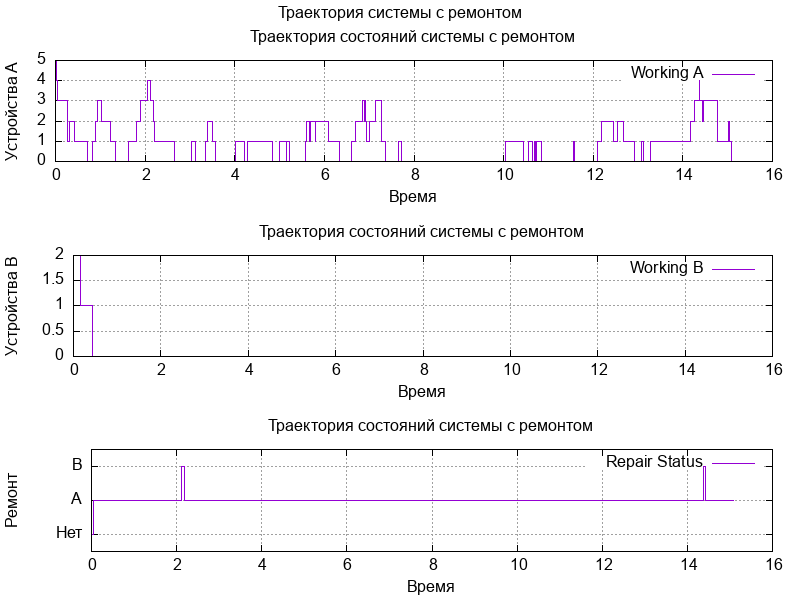 Траектория системы с ремонтом
Траектория состояний системы с ремонтом
Устройства A
5
4
3
2
1
0
Working A
0 2 4 6 8 10 12 14 16
Время
Траектория состояний системы с ремонтом
Устройства B
2
1.5
1
0.5
0
Working B
0 2 4 6 8 10 12 14 16
Время
Траектория состояний системы с ремонтом
Ремонт
B
A
Нет
Repair Status
0 2 4 6 8 10 12 14 16
Время